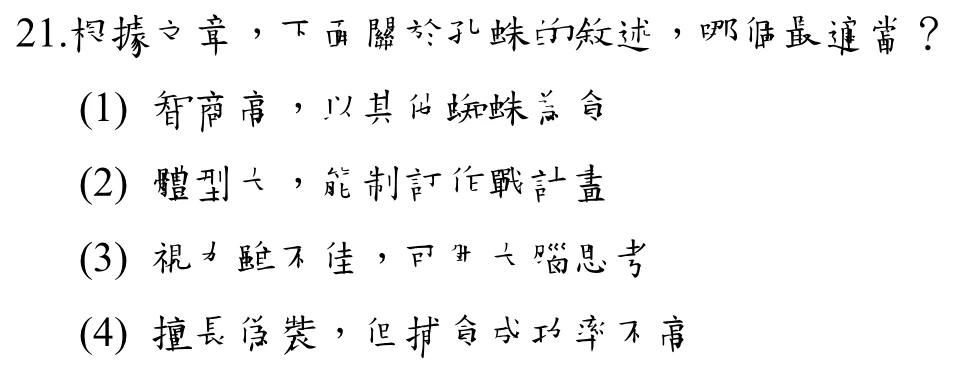 21.根據文章，下面關於孔蛛的敘述，哪個最適當？
(1) 智商高，以其他蜘蛛為食
(2) 體型大，能制訂作戰計畫
(3) 視力雖不佳，可用大腦思考
(4) 擅長偽裝，但捕食成功率不高